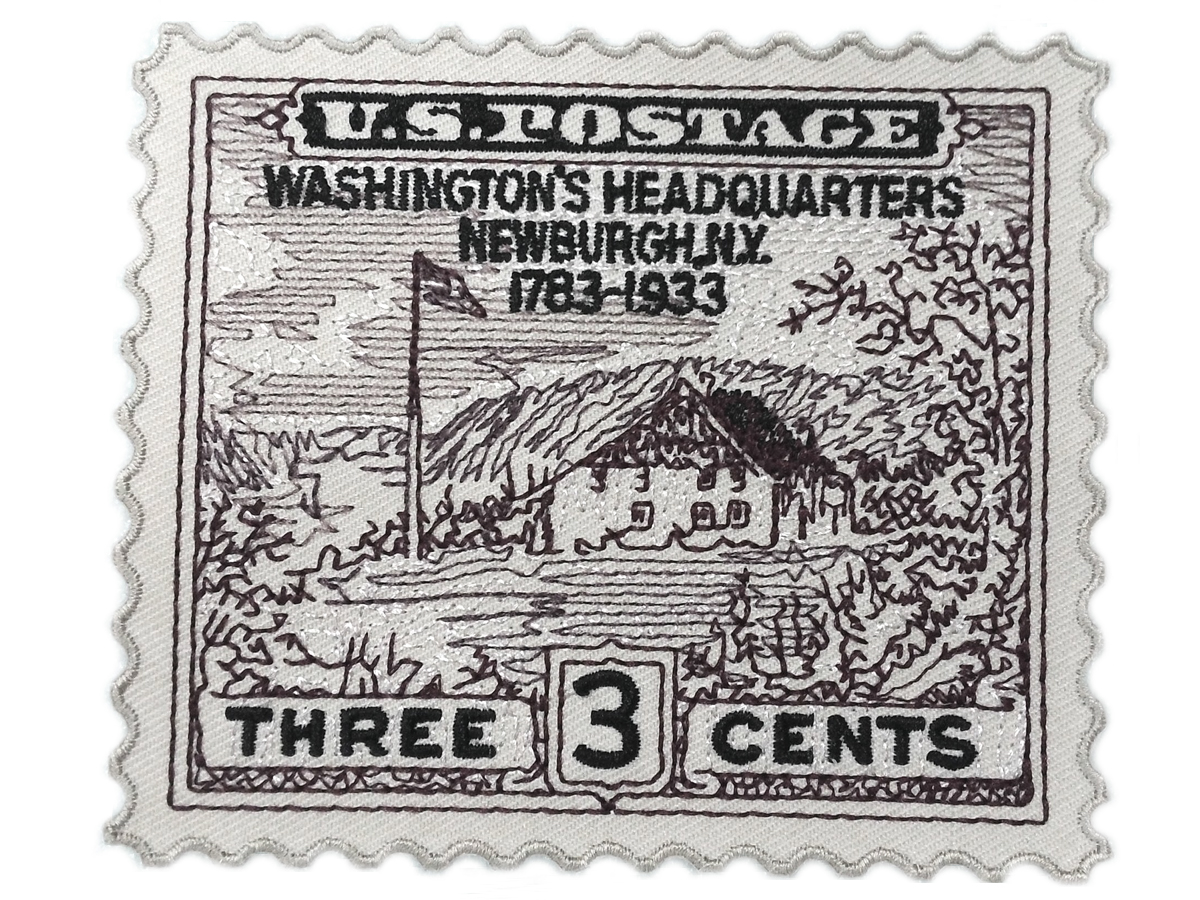 U.S. POSTAGE
WASHINGTON'S HEADQUARTERS
NEWBURGH, N.Y.
1783-1933
THREE 3 CENTS